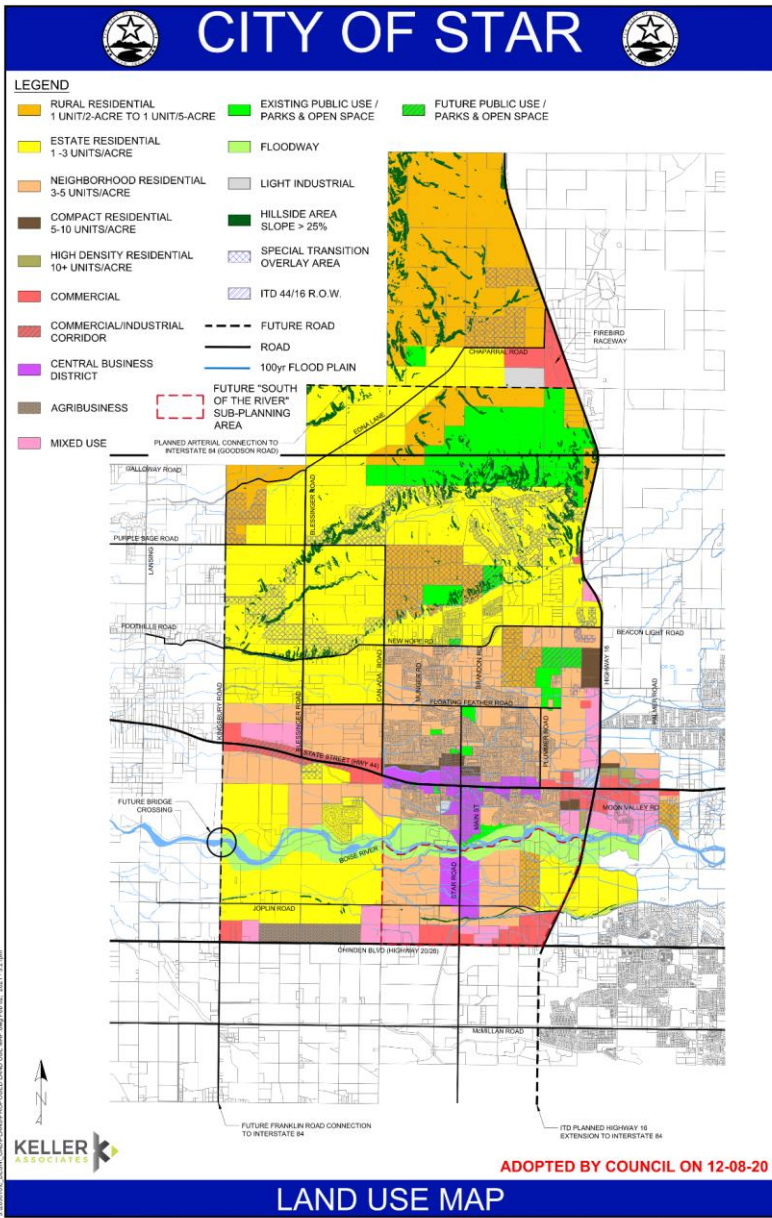 CITY OF STAR
LEGEND
RURAL RESIDENTIAL
1 UNIT/2-ACRE TO 1 UNIT/5-ACRE
ESTATE RESIDENTIAL
1 -3 UNITS/ACRE
NEIGHBORHOOD RESIDENTIAL
3-5 UNITS/ACRE
COMPACT RESIDENTIAL
5-10 UNITS/ACRE
HIGH DENSITY RESIDENTIAL
10+ UNITS/ACRE
COMMERCIAL
COMMERCIAL/INDUSTRIAL
CORRIDOR
CENTRAL BUSINESS
DISTRICT
AGRIBUSINESS
MIXED USE
EXISTING PUBLIC USE /
PARKS & OPEN SPACE
FLOODWAY
LIGHT INDUSTRIAL
HILLSIDE AREA
SLOPE > 25%
SPECIAL TRANSITION
OVERLAY AREA
ITD 44/16 R.O.W.
FUTURE ROAD
ROAD
100yr FLOOD PLAIN
FUTURE "SOUTH
OF THE RIVER"
SUB-PLANNING
AREA
FUTURE PUBLIC USE /
PARKS & OPEN SPACE
FIREBIRD
RACEWAY
CHAPARRAL ROAD
EDNA LANE
PLANNED ARTERIAL CONNECTION TO
INTERSTATE 84 (GOODSON ROAD)
GALLOWAY ROAD
BLESSINGER ROAD
PURPLE SAGE ROAD
LANSING
FOOTHILLS ROAD
NEW HOPE RD
BEACON LIGHT ROAD
CAN ADA ROAD
MUNGER RD
BRANDON RD
HIGHWAY 16
PALMER ROAD
KINGSBURY ROAD
BLESSINGER ROAD
FLOATING FEATHER ROAD
PLUMMER ROAD
STATE STREET (HWY 44)
MAIN ST
MOON VALLEY RD
FUTURE BRIDGE
CROSSING
BOISE RIVER
STAR ROAD
JOPLIN ROAD
CHINDEN BLVD (HIGHWAY 20/26)
McMILLAN ROAD
N
FUTURE FRANKLIN ROAD CONNECTION
TO INTERSTATE 84
ITD PLANNED HIGHWAY 16
EXTENSION TO INTERSTATE 84
KELLER
ASSOCIATES
ADOPTED BY COUNCIL ON 12-08-20
LAND USE MAP